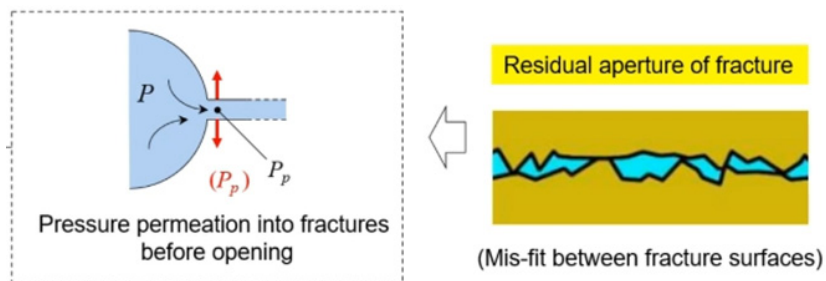 P
(Pₚ)
Pₚ
Pressure permeation into fractures
before opening
Residual aperture of fracture
(Mis-fit between fracture surfaces)